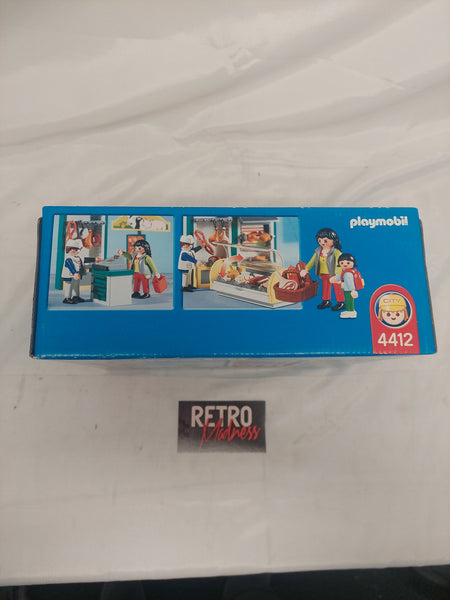 playmobil
CITY
4412
RETRO
Madness